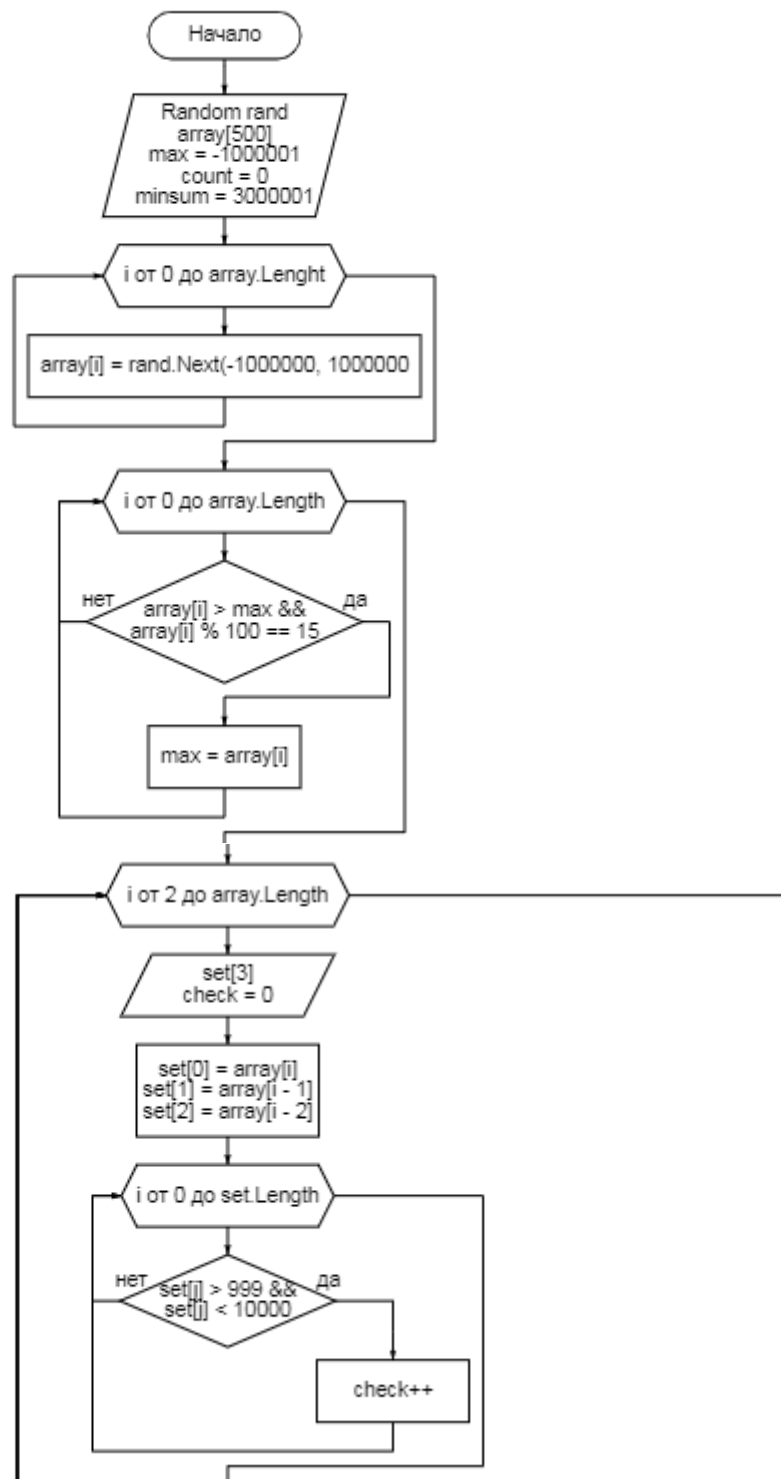 Начало
Random rand
array[500]
max = -1000001
count = 0
minsum = 3000001
i от 0 до array.Lenght
array[i] = rand.Next(-1000000, 1000000
i от 0 до array.Length
нет
да
array[i] > max &&
array[i] % 100 == 15
max = array[i]
i от 2 до array.Length
set[3]
check = 0
set[0] = array[i]
set[1] = array[i - 1]
set[2] = array[i - 2]
i от 0 до set.Length
нет
да
set[j] > 999 &&
set[j] < 10000
check++